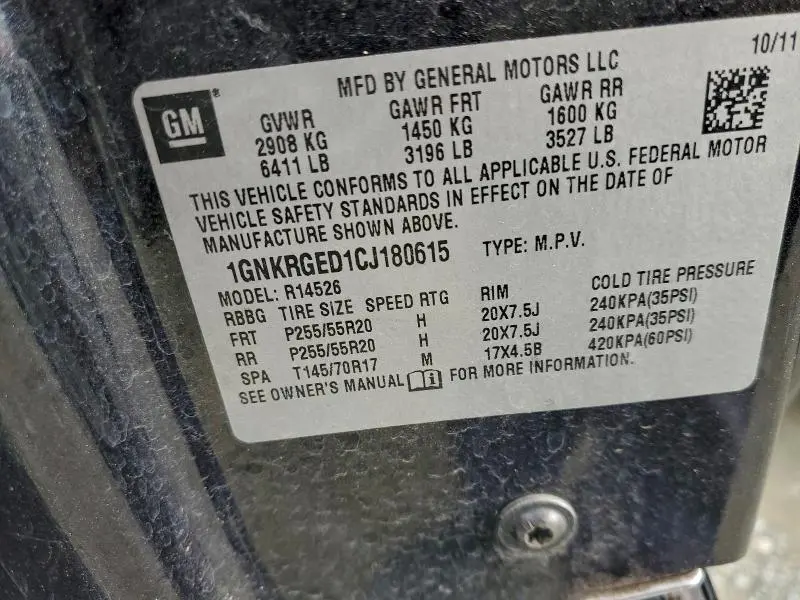 10/11
MFD BY GENERAL MOTORS LLC
GM®
GVWR GAWR FRT GAWR RR
2908 KG 1450 KG 1600 KG
6411 LB 3196 LB 3527 LB
THIS VEHICLE CONFORMS TO ALL APPLICABLE U.S. FEDERAL MOTOR
VEHICLE SAFETY STANDARDS IN EFFECT ON THE DATE OF
MANUFACTURE SHOWN ABOVE.
1GNKRGED1CJ180615 TYPE: M.P.V.
MODEL: R14526
RBBG TIRE SIZE SPEED RTG RIM COLD TIRE PRESSURE
FRT P255/55R20 H 20X7.5J 240KPA(35PSI)
RR P255/55R20 H 20X7.5J 240KPA(35PSI)
SPA T145/70R17 M 17X4.5B 420KPA(60PSI)
SEE OWNER'S MANUAL FOR MORE INFORMATION.